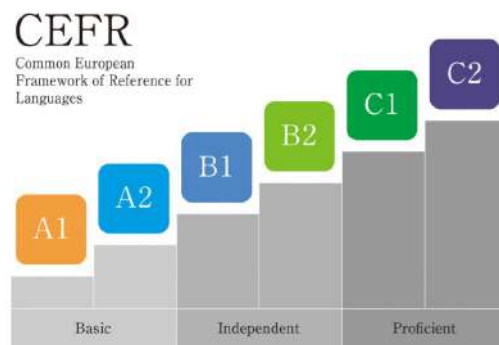 CEFR
Common European
Framework of Reference for
Languages
A1
A2
B1
B2
C1
C2
Basic
Independent
Proficient